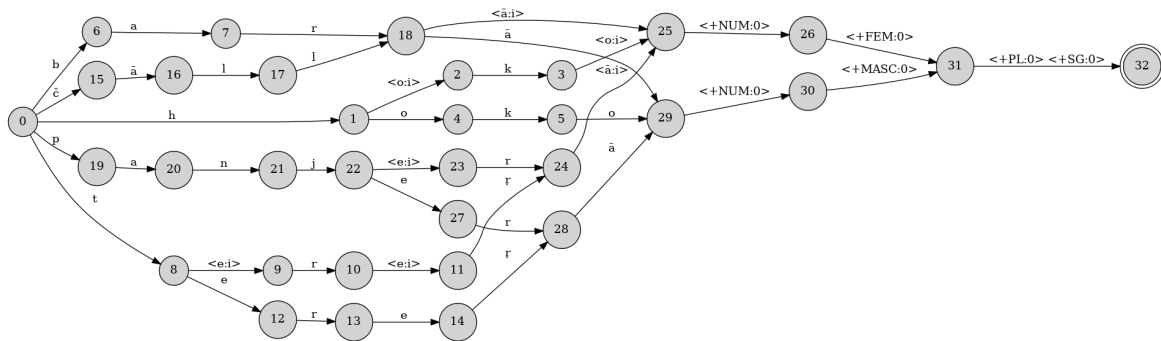 6 a 7 r 18 <ā:i> 25 <+NUM:0> 26 <+FEM:0>
ā
b
15 ā 16 l 17 l
č
<o:i> 2 k 3 <o:i>
<ā:i>
31 <+PL:0> <+SG:0> 32
<+MASC:0>
0 h 1 o 4 k 5 o 29 <+NUM:0> 30
p
19 a 20 n 21 j 22 <e:i> 23 r 24
e
ṛ
ā
t
27 r 28
8 <e:i> 9 r 10 <e:i> 11
e
ṛ
12 r 13 e 14